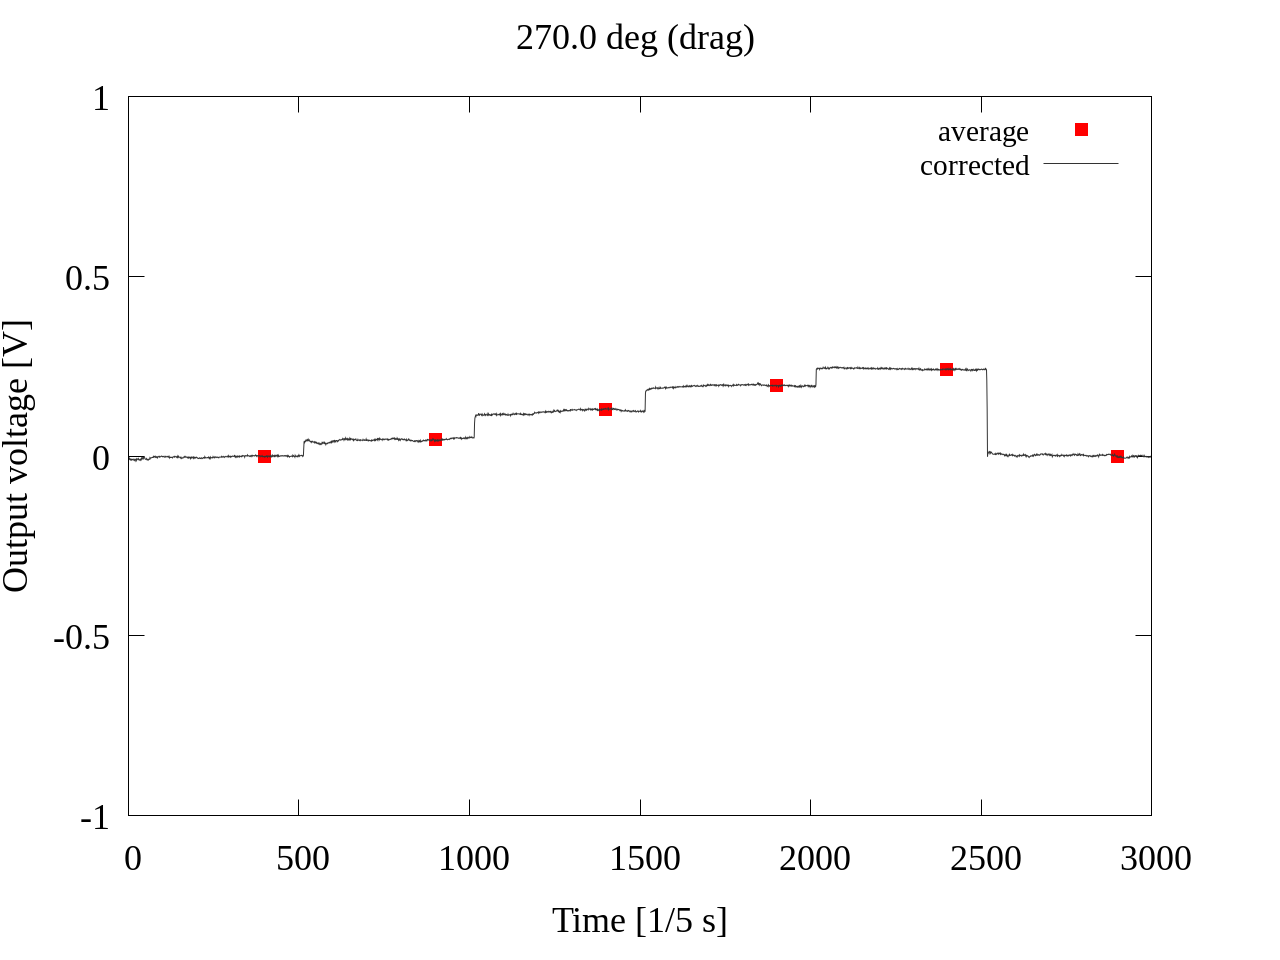 270.0 deg (drag)
1
0.5
0
-0.5
-1
Output voltage [V]
average
corrected
0 500 1000 1500 2000 2500 3000
Time [1/5 s]